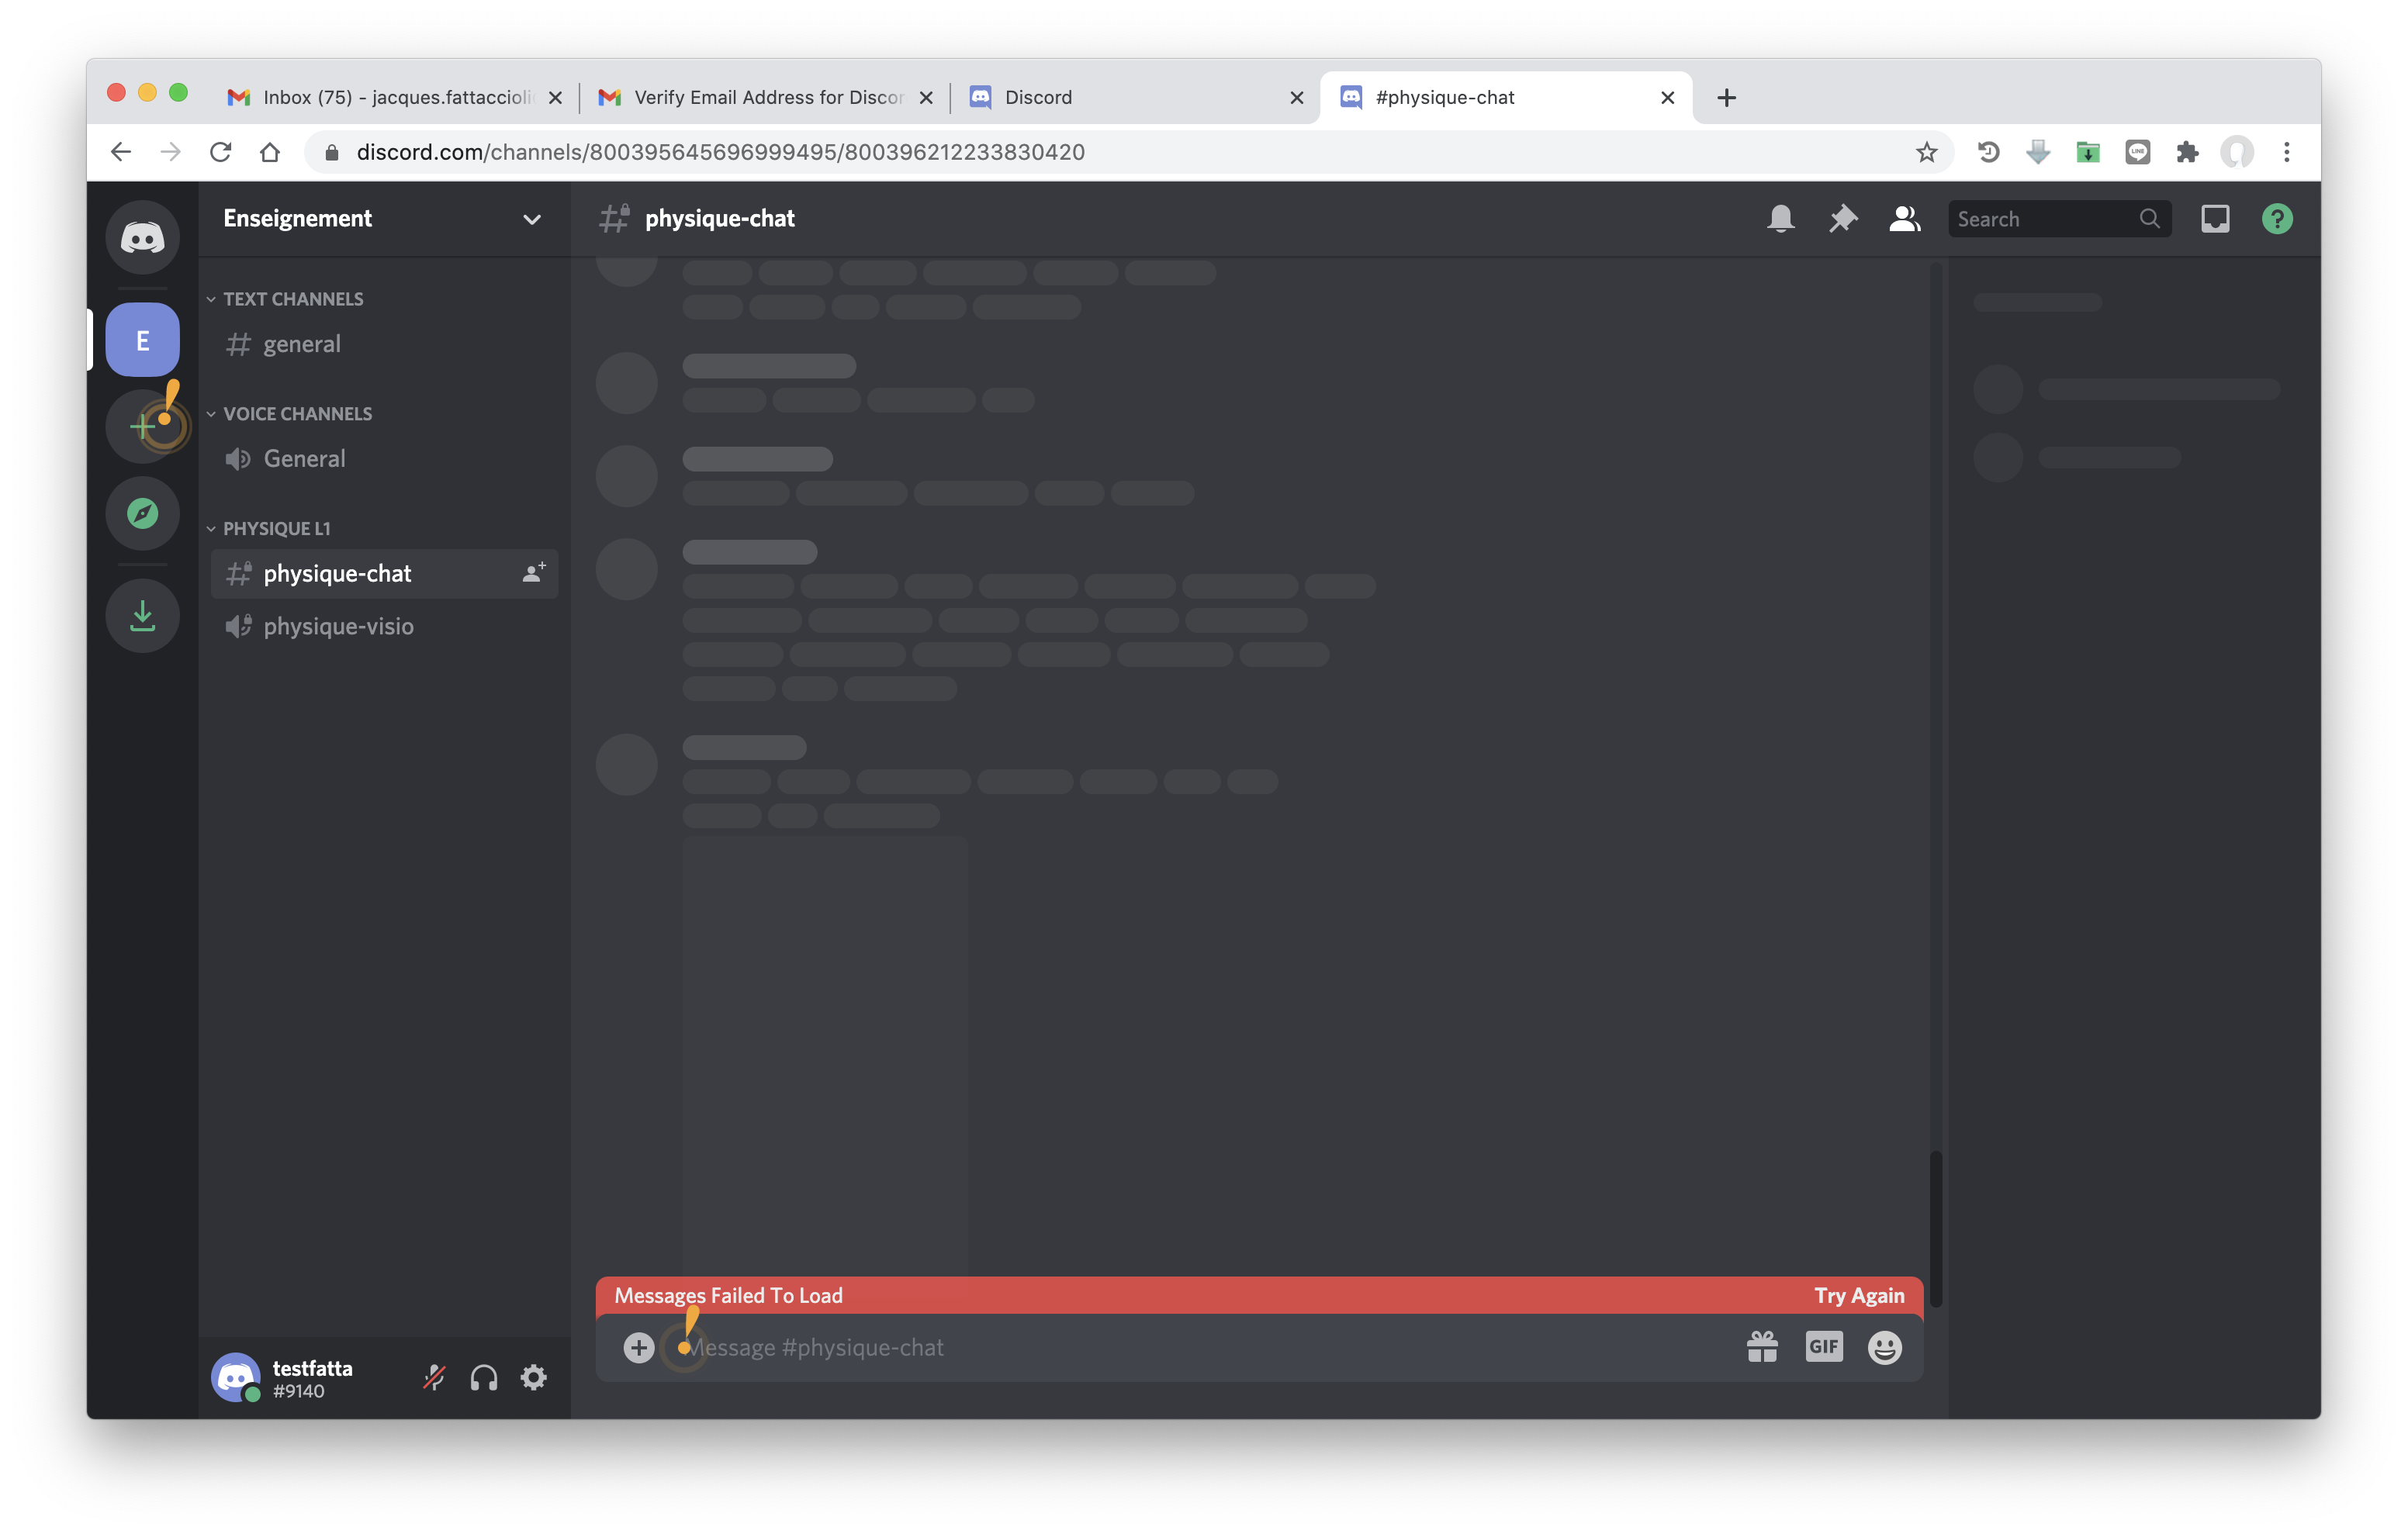 Inbox (75) - jacques.fattaccioli
Verify Email Address for Discor
Discord
#physique-chat
discord.com/channels/800395645696999495/800396212233830420
LINE
Enseignement
physique-chat
Search
?
E
TEXT CHANNELS
general
VOICE CHANNELS
General
PHYSIQUE L1
physique-chat
physique-visio
Messages Failed To Load
Try Again
Message #physique-chat
GIF
testfatta
#9140